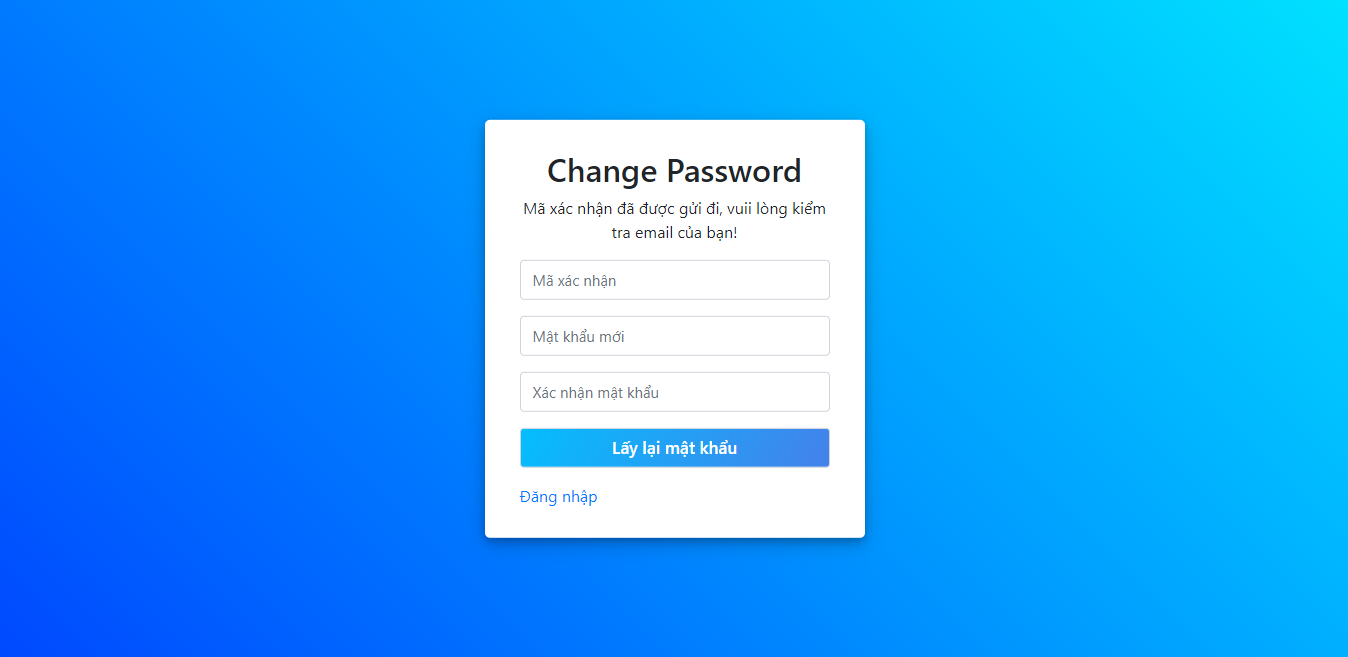 Change Password
Mã xác nhận đã được gửi đi, vuii lòng kiểm
tra email của bạn!
Mã xác nhận
Mật khẩu mới
Xác nhận mật khẩu
Lấy lại mật khẩu
Đăng nhập